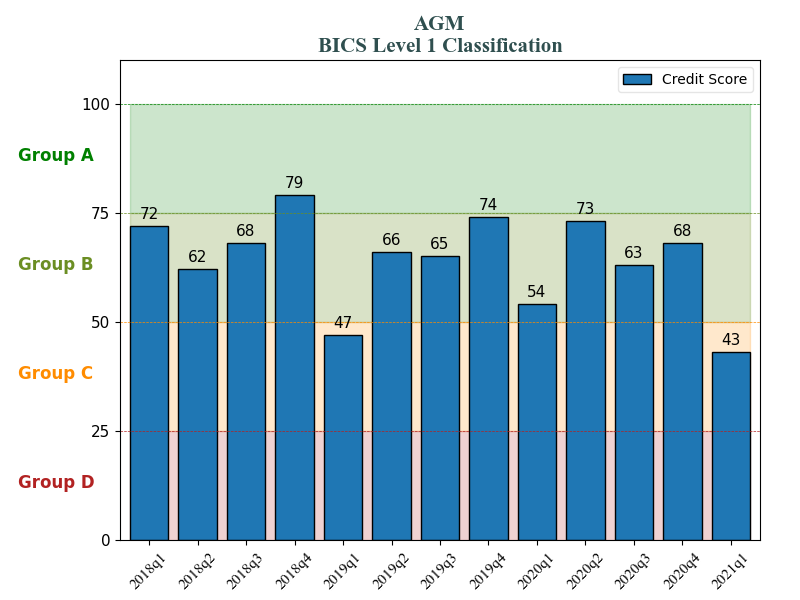 AGM
BICS Level 1 Classification
Credit Score
100
75
50
25
0
Group A
Group B
Group C
Group D
72
62
68
79
47
66
65
74
54
73
63
68
43
2018q1
2018q2
2018q3
2018q4
2019q1
2019q2
2019q3
2019q4
2020q1
2020q2
2020q3
2020q4
2021q1